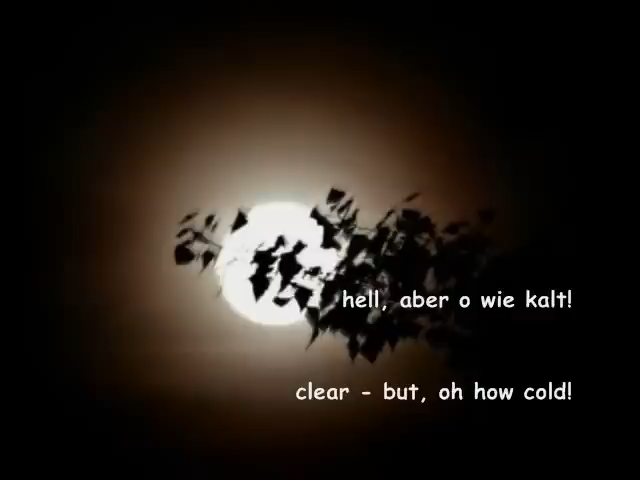 hell, aber o wie kalt!
clear - but, oh how cold!